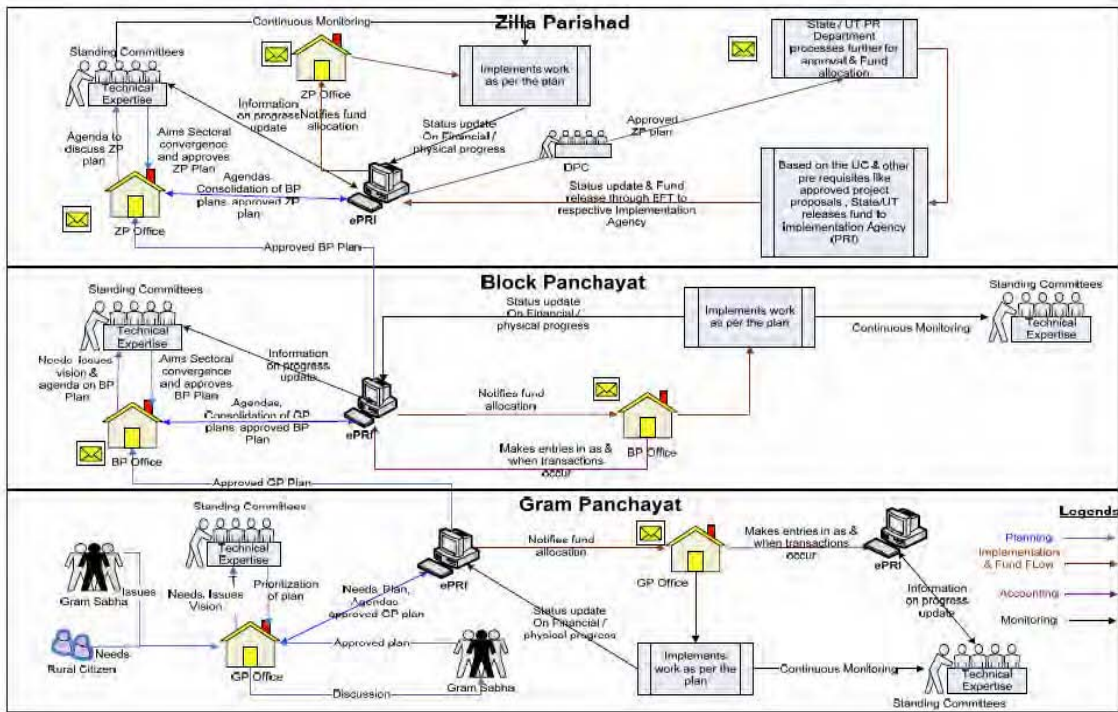 Zilla Parishad
Continuous Monitoring
Standing Committees
Technical
Expertise
ZP Office
Implements work
as per the plan
State / UT PR
Department
processes further for
approval & Fund
allocation
Information
on progress
update
Notifies fund
allocation
Status update
On Financial /
physical progress
Approved
ZP plan
DPC
Agenda to
discuss ZP
plan
Aims Sectoral
convergence
and approves
ZP Plan
Agendas,
Consolidation of BP
plans, approved ZP
plan
ePRI
Status update & Fund
release through EFT to
respective Implementation
Agency
Based on the UC & other
pre requisites like
approved project
proposals , State/UT
releases fund to
Implementation Agency
(PRI)
ZP Office
Approved BP Plan
Block Panchayat
Standing Committees
Technical
Expertise
Status update
On Financial /
physical progress
Implements work
as per the plan
Continuous Monitoring
Standing Committees
Technical
Expertise
Needs, Issues
vision &
agenda on BP
Plan
Aims Sectoral
convergence
and approves
BP Plan
Information
on progress
update
Agendas,
Consolidation of GP
plans, approved BP
Plan
ePRI
Notifies fund
allocation
BP Office
Makes entries in as &
when transactions
occur
BP Office
Approved GP Plan
Gram Panchayat
Standing Committees
Technical
Expertise
Gram Sabha
Issues
Needs, Issues
Vision
Prioritization
of plan
ePRI
Notifies fund
allocation
GP Office
Makes entries in as &
when transactions
occur
ePRI
Needs, Plan,
Agendas
approved GP plan
Status update
On Financial /
physical progress
Information
on progress
update
Rural Citizen
Needs
GP Office
Approved plan
Discussion
Gram Sabha
Implements
work as per the
plan
Continuous Monitoring
Technical
Expertise
Standing Committees
Legends
Planning
Implementation
& Fund FLow
Accounting
Monitoring